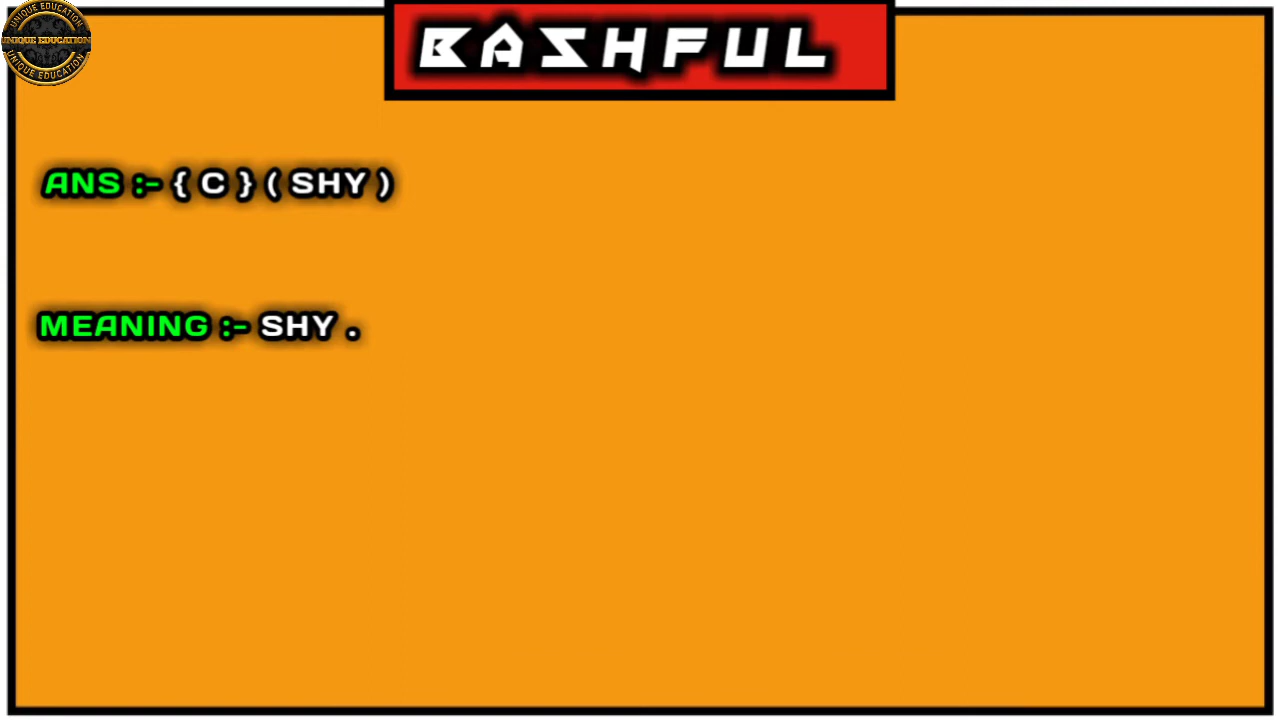 UNIQUE EDUCATION
UNIQUE EDUCATION
UNIQUE EDUCATION
BASHFUL
ANS :- { C } ( SHY )
MEANING :- SHY .